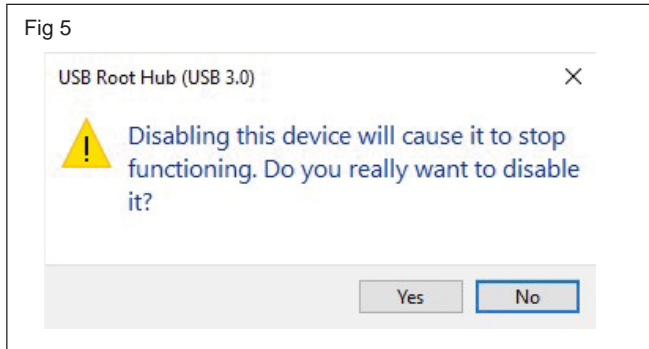 Fig 5
USB Root Hub (USB 3.0)
Disabling this device will cause it to stop
functioning. Do you really want to disable
it?
Yes
No